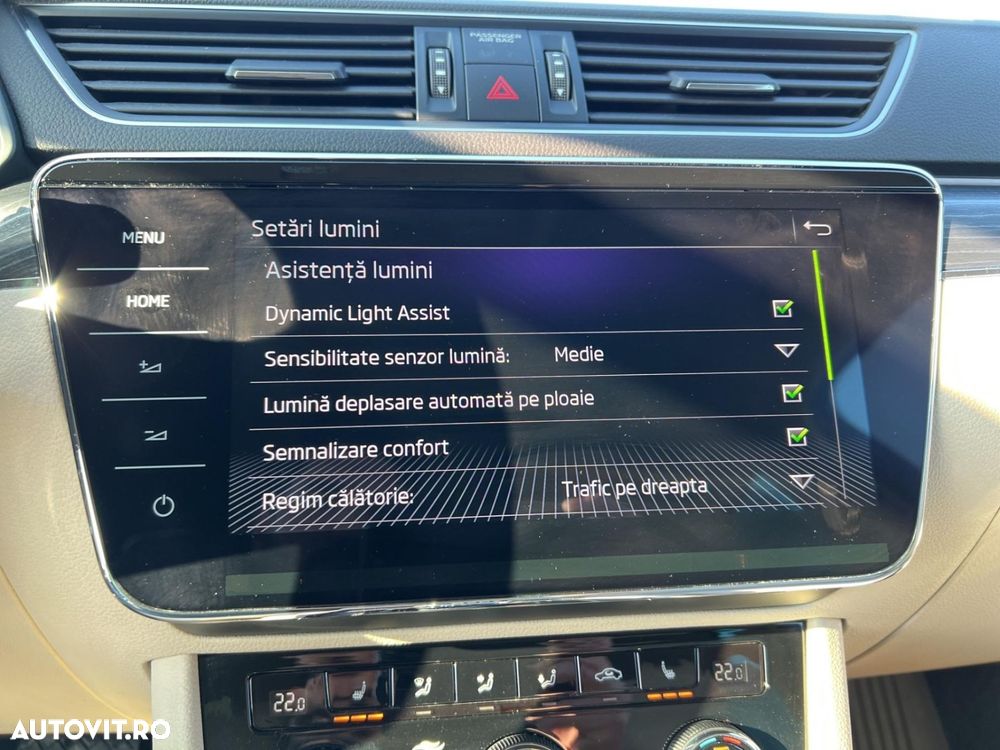 PASSENGER
AIR BAG
MENU
HOME
Setări lumini
Asistență lumini
Dynamic Light Assist
Sensibilitate senzor lumină: Medie
Lumină deplasare automată pe ploaie
Semnalizare confort
Regim călătorie: Trafic pe dreapta
22.0
22.0
AUTOVIT.RO